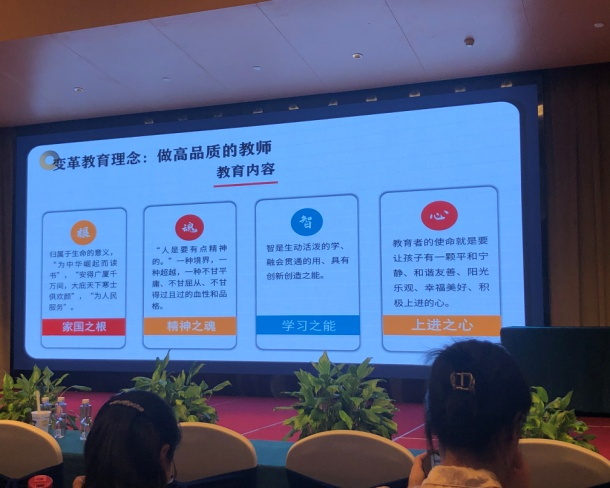 变革教育理念：做高品质的教师
教育内容
根
归属于生命的意义，
"为中华崛起而读
书"，"安得广厦千
万间，大庇天下寒士
俱欢颜"，"为人民
服务"。
家国之根
魂
"人是要有点精神
的。"一种境界，一
种超越，一种不甘平
庸、不甘屈从、不甘
得过且过的血性和品
格。
精神之魂
智
智是生动活泼的学、
融会贯通的用、具有
创新创造之能。
学习之能
心
教育者的使命就是要
让孩子有一颗平和宁
静、和谐友善、阳光
乐观、幸福美好、积
极上进的心。
上进之心